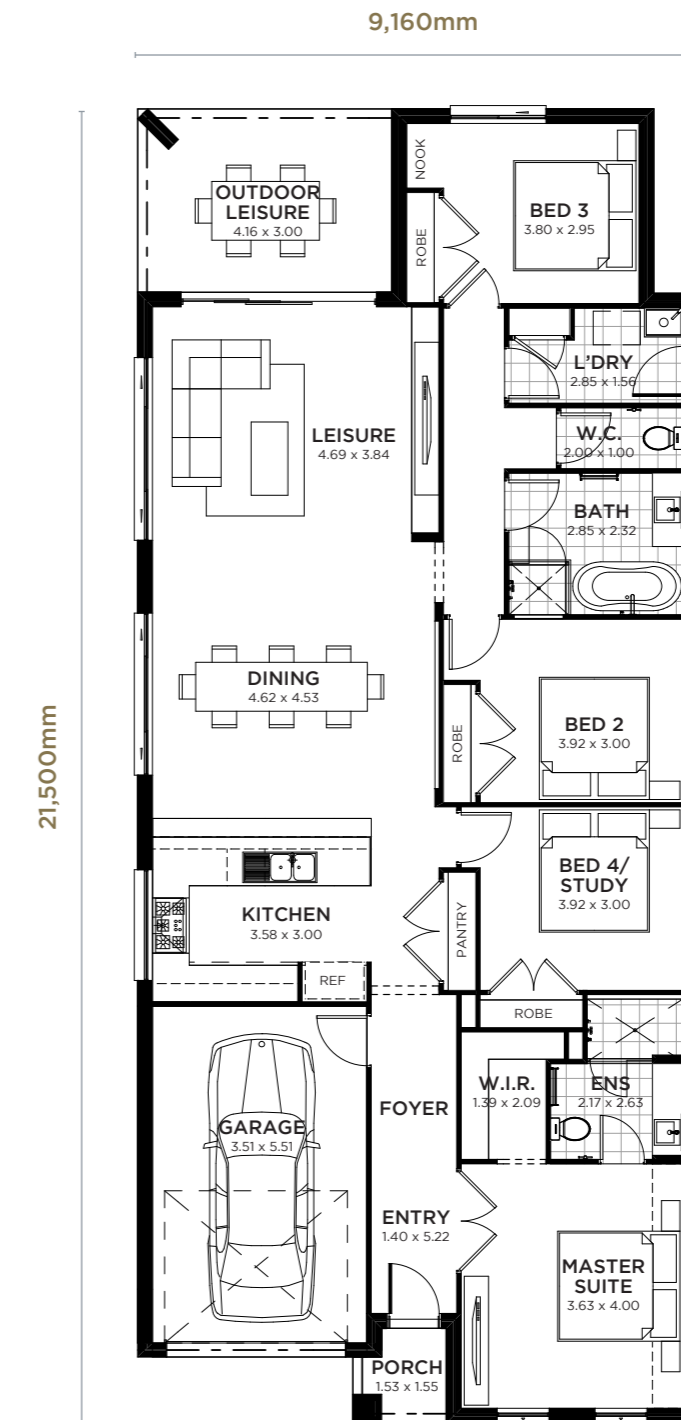 9,160mm
21,500mm
NOOK
BED 3
3.80 x 2.95
ROBE
OUTDOOR
LEISURE
4.16 x 3.00
L'DRY
2.85 x 1.56
LEISURE
4.69 x 3.84
W.C.
2.00 x 1.00
BATH
2.85 x 2.32
DINING
4.62 x 4.53
ROBE
BED 2
3.92 x 3.00
BED 4/
STUDY
3.92 x 3.00
KITCHEN
3.58 x 3.00
PANTRY
REF
ROBE
W.I.R.
1.39 x 2.09
ENS
2.17 x 2.63
FOYER
GARAGE
3.51 x 5.51
ENTRY
1.40 x 5.22
MASTER
SUITE
3.63 x 4.00
PORCH
1.53 x 1.55